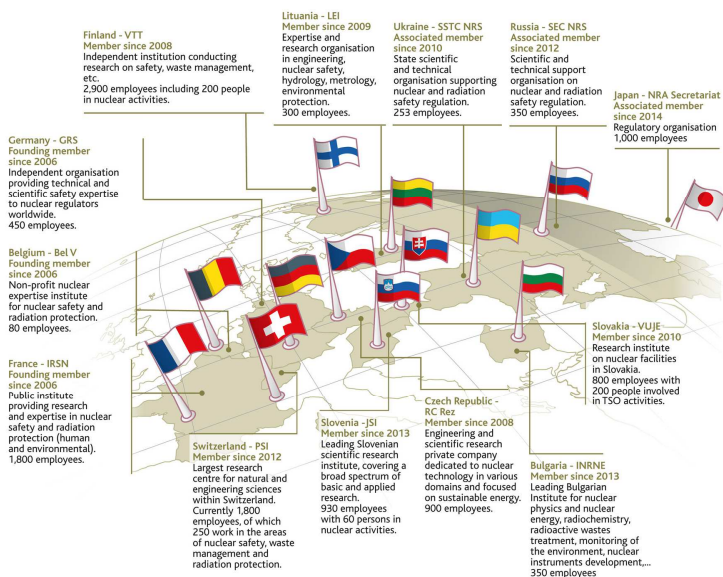 Finland - VTT
Member since 2008
Independent institution conducting
research on safety, waste management,
etc.
2,900 employees including 200 people
in nuclear activities.
Lituania - LEI
Member since 2009
Expertise and
research organisation
in engineering,
nuclear safety,
hydrology, metrology,
environmental
protection.
300 employees.
Ukraine - SSTC NRS
Associated member
since 2010
State scientific
and technical
organisation supporting
nuclear and radiation
safety regulation.
253 employees.
Russia - SEC NRS
Associated member
since 2012
Scientific and
technical support
organisation on
nuclear and radiation
safety regulation.
350 employees.
Japan - NRA Secretariat
Associated member
since 2014
Regulatory organisation
1,000 employees
Germany - GRS
Founding member
since 2006
Independent organisation
providing technical and
scientific safety expertise
to nuclear regulators
worldwide.
450 employees.
Belgium - Bel V
Founding member
since 2006
Non-profit nuclear
expertise institute
for nuclear safety and
radiation protection.
80 employees.
France - IRSN
Founding member
since 2006
Public institute
providing research
and expertise in nuclear
safety and radiation
protection (human
and environmental).
1,800 employees.
Switzerland - PSI
Member since 2012
Largest research
centre for natural and
engineering sciences
within Switzerland.
Currently 1,800
employees, of which
250 work in the areas
of nuclear safety, waste
management and
radiation protection.
Slovenia -JSI
Member since 2013
Leading Slovenian
scientific research
institute, covering a
broad spectrum of
basic and applied
research.
930 employees
with 60 persons in
nuclear activities.
Czech Republic -
RC Rez
Member since 2008
Engineering and
scientific research
private company
dedicated to nuclear
technology in various
domains and focused
on sustainable energy.
900 employees.
Slovakia - VUJE
Member since 2010
Research institute
on nuclear facilities
in Slovakia.
800 employees with
200 people involved
in TSO activities.
Bulgaria - INRNE
Member since 2013
Leading Bulgarian
Institute for nuclear
physics and nuclear
energy, radiochemistry,
radioactive wastes
treatment, monitoring of
the environment, nuclear
instruments development,...
350 employees